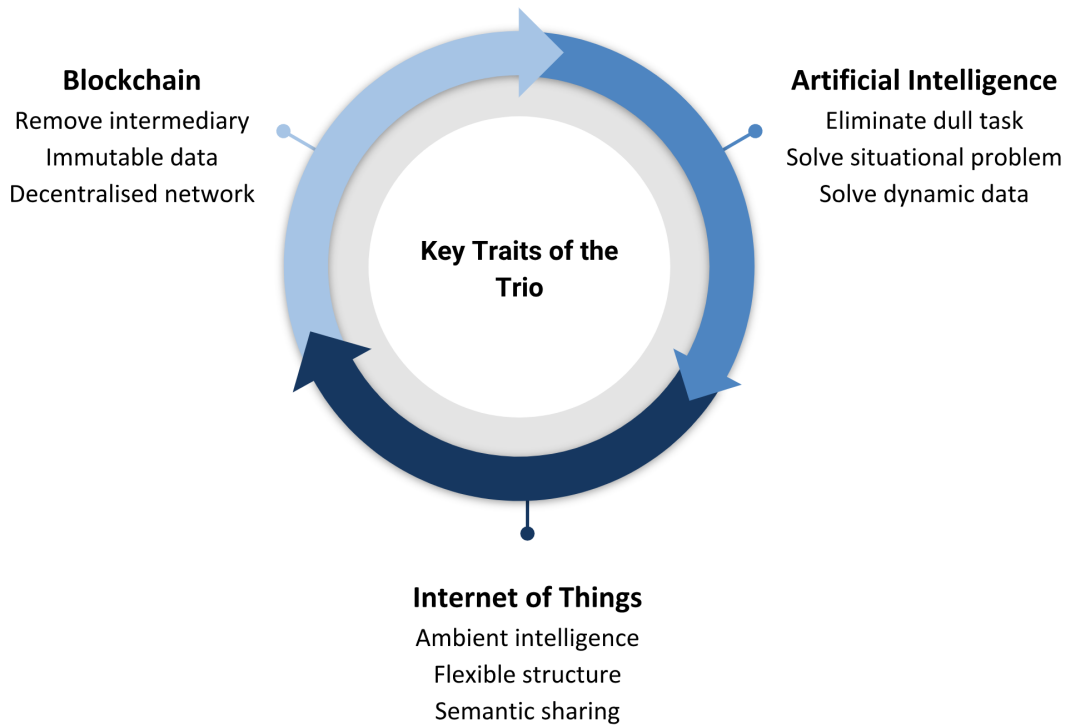 Blockchain
Remove intermediary
Immutable data
Decentralised network
Artificial Intelligence
Eliminate dull task
Solve situational problem
Solve dynamic data
Key Traits of the
Trio
Internet of Things
Ambient intelligence
Flexible structure
Semantic sharing